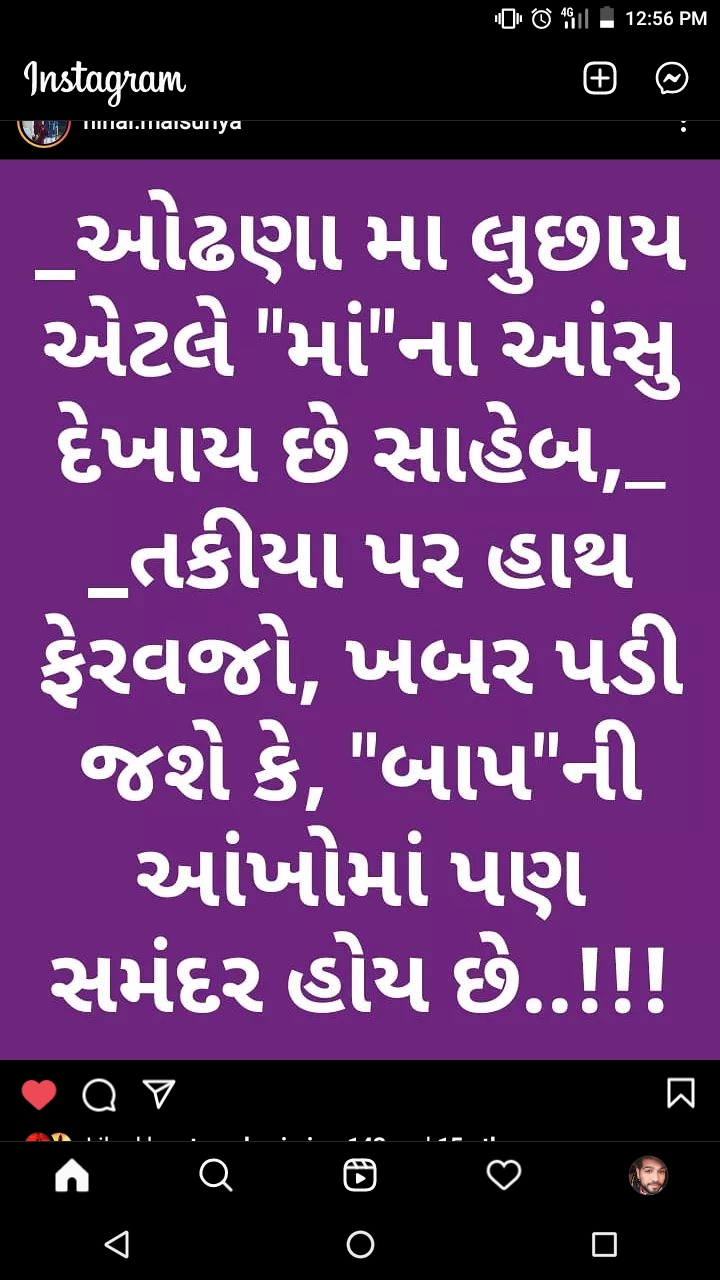 12:56 PM
Instagram
_ઓઢણા મા લુછાય
એટલે "માં"ના આંસુ
દેખાય છે સાહેબ,_
_તકીયા પર હાથ
ફેરવજો, ખબર પડી
જશે કે, "બાપ"ની
આંખોમાં પણ
સમંદર હોય છે..!!!